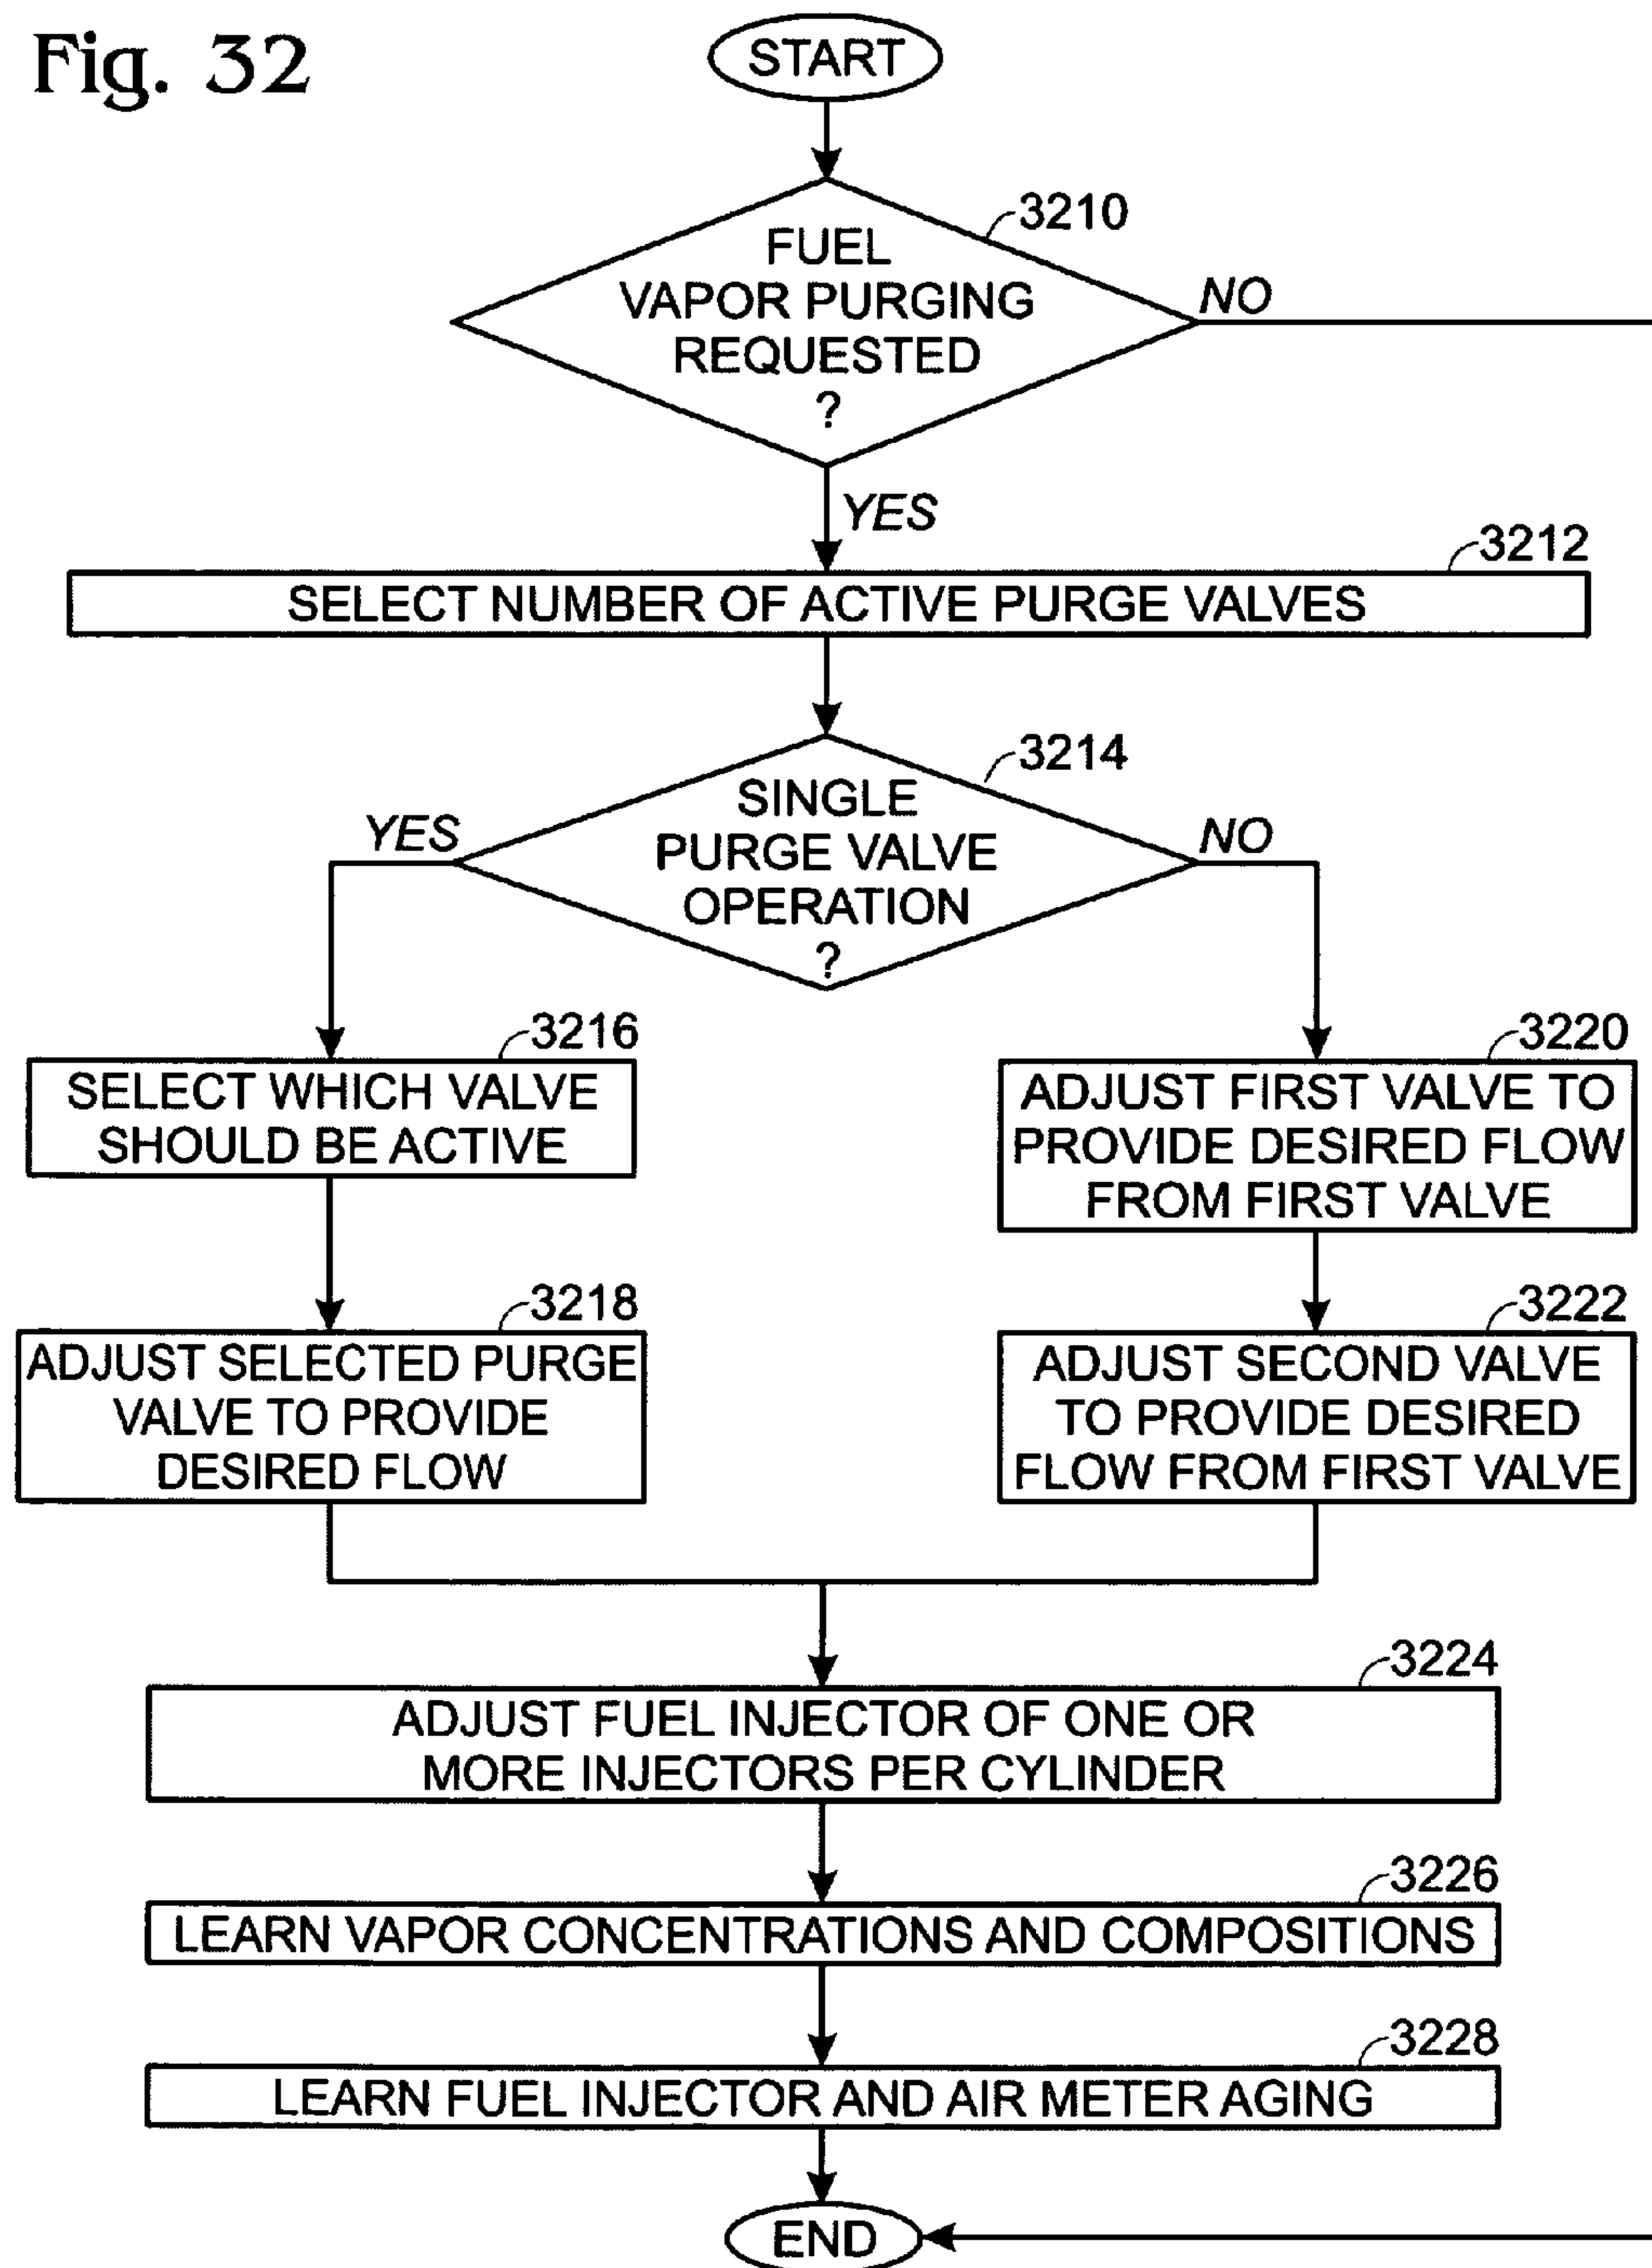 Fig. 32
START
3210
FUEL
VAPOR PURGING
REQUESTED
?
NO
YES
3212
SELECT NUMBER OF ACTIVE PURGE VALVES
3214
SINGLE
PURGE VALVE
OPERATION
?
YES
NO
3216
SELECT WHICH VALVE
SHOULD BE ACTIVE
3218
ADJUST SELECTED PURGE
VALVE TO PROVIDE
DESIRED FLOW
3220
ADJUST FIRST VALVE TO
PROVIDE DESIRED FLOW
FROM FIRST VALVE
3222
ADJUST SECOND VALVE
TO PROVIDE DESIRED
FLOW FROM FIRST VALVE
3224
ADJUST FUEL INJECTOR OF ONE OR
MORE INJECTORS PER CYLINDER
3226
LEARN VAPOR CONCENTRATIONS AND COMPOSITIONS
3228
LEARN FUEL INJECTOR AND AIR METER AGING
END